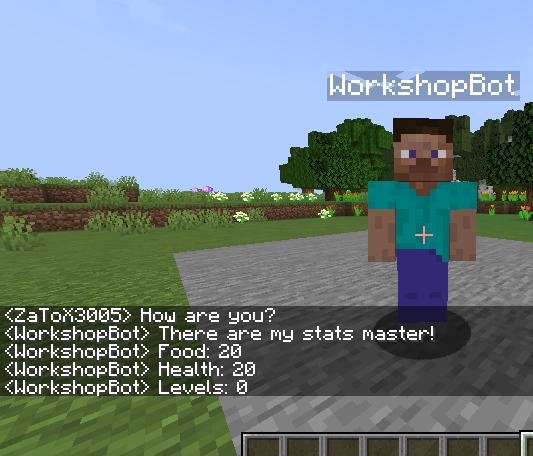 WorkshopBot
<ZaToX3005> How are you?
<WorkshopBot> There are my stats master!
<WorkshopBot> Food: 20
<WorkshopBot> Health: 20
<WorkshopBot> Levels: 0